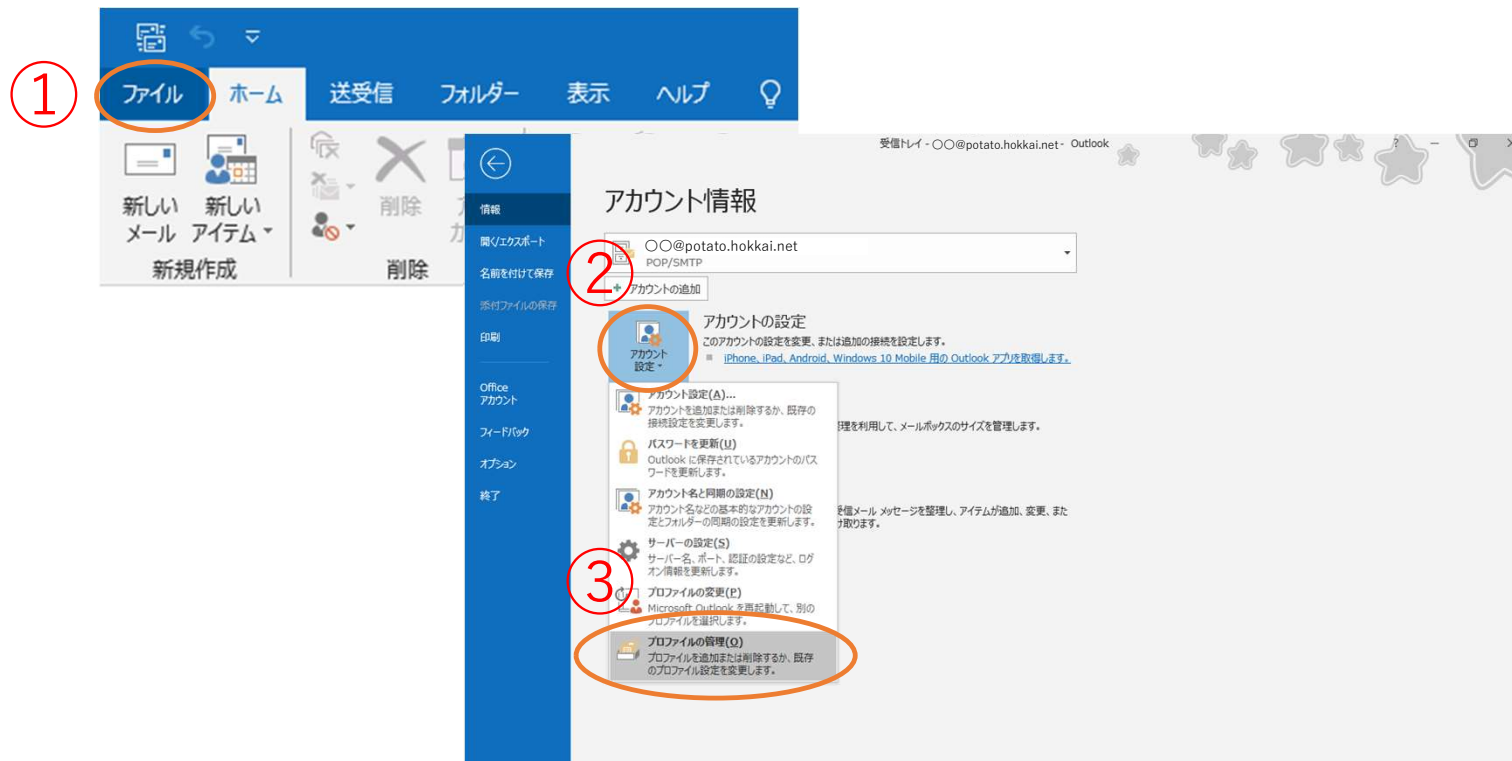 ①
ファイル ホーム 送受信 フォルダー 表示 ヘルプ
新しい
メール
新しい
アイテム
新規作成
削除
削除
受信トレイ - 〇〇@potato.hokkai.net - Outlook
?
アカウント情報
情報
開く/エクスポート
名前を付けて保存
添付ファイルの保存
印刷
Office
アカウント
フィードバック
オプション
終了
②
〇〇@potato.hokkai.net
POP/SMTP
アカウントの追加
アカウント
設定
アカウントの設定
このアカウントの設定を変更、または追加の接続を設定します。
iPhone、iPad、Android、Windows 10 Mobile 用の Outlook アプリを取得します。
アカウント設定(A)...
アカウントを追加または削除するか、既存の
接続設定を変更します。
理を利用して、メールボックスのサイズを管理します。
パスワードを更新(U)
Outlook に保存されているアカウントのパス
ワードを更新します。
アカウント名と同期の設定(N)
アカウント名などの基本的なアカウントの設
定とフォルダーの同期の設定を更新します。
受信メール メッセージを整理し、アイテムが追加、変更、また
け取ります。
サーバーの設定(S)
サーバー名、ポート、認証の設定など、ログ
オン情報を更新します。
③
プロファイルの変更(P)
Microsoft Outlook を再起動して、別の
プロファイルを選択します。
プロファイルの管理(O)
プロファイルを追加または削除するか、既存
のプロファイル設定を変更します。